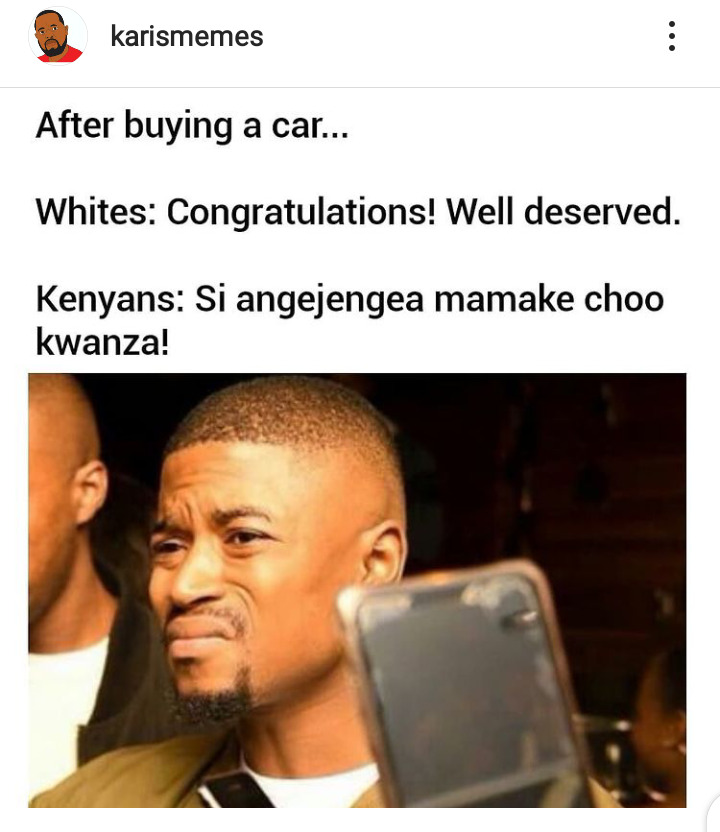 karismemes
After buying a car...
Whites: Congratulations! Well deserved.
Kenyans: Si angejengea mamake choo
kwanza!